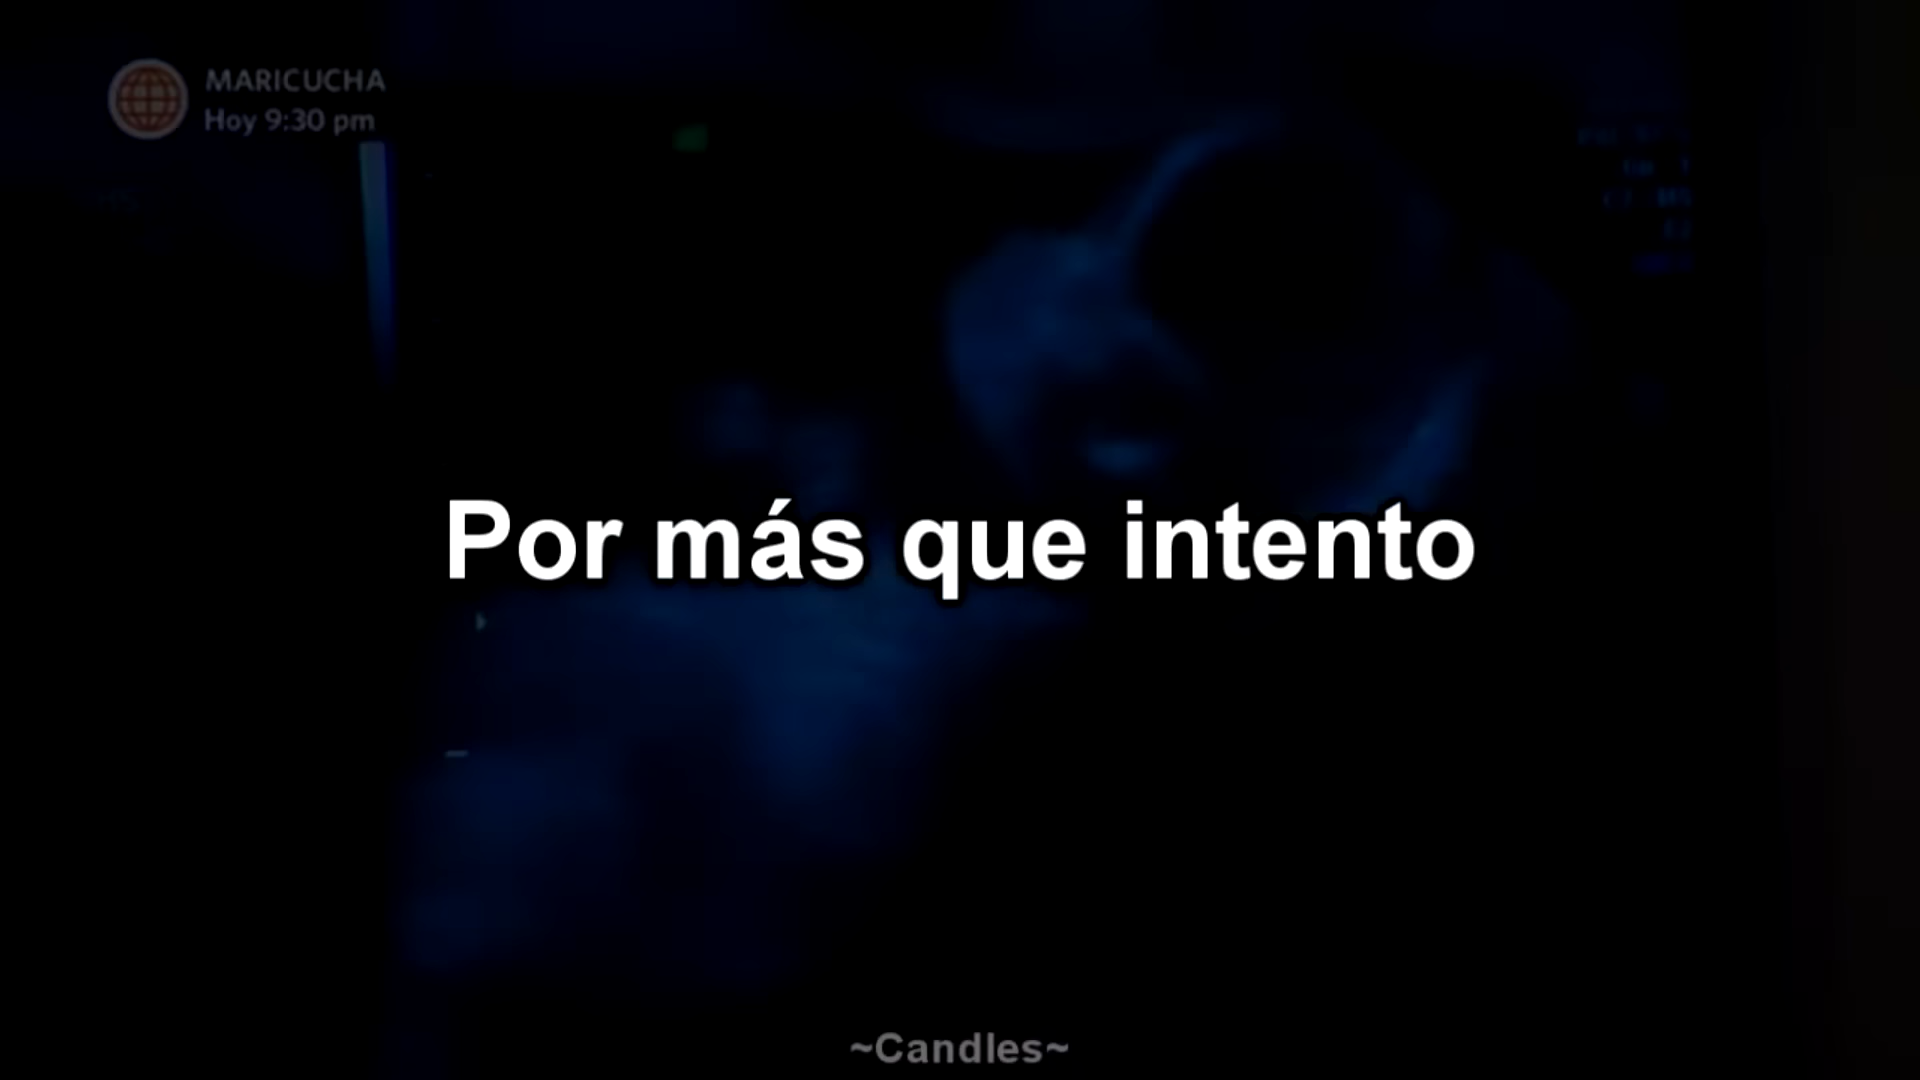 MARICUCHA
Hoy 9:30 pm
Por más que intento
~Candles~